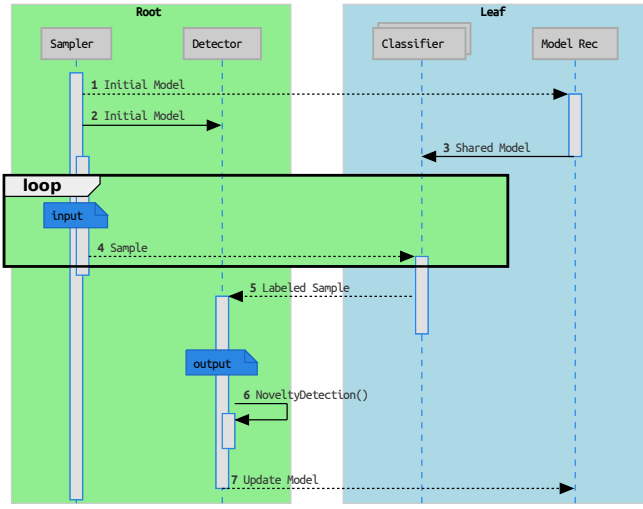 Root
Leaf
Sampler
Detector
Classifier
Model Rec
1 Initial Model
2 Initial Model
3 Shared Model
loop
input
4 Sample
5 Labeled Sample
output
6 NoveltyDetection()
7 Update Model